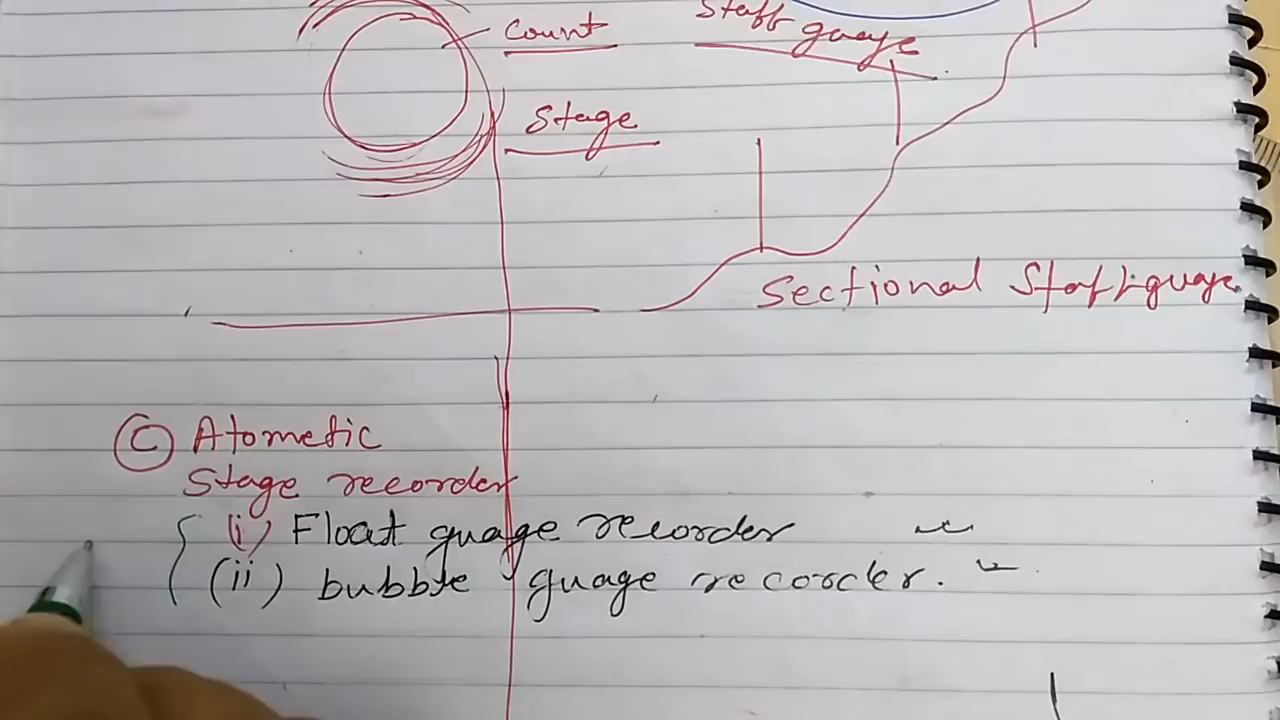 Count
Staff guage
Stage
Sectional Staff guage
(C) Atometic
Stage recorder
(i) Float guage recorder
(ii) bubble guage recorder.